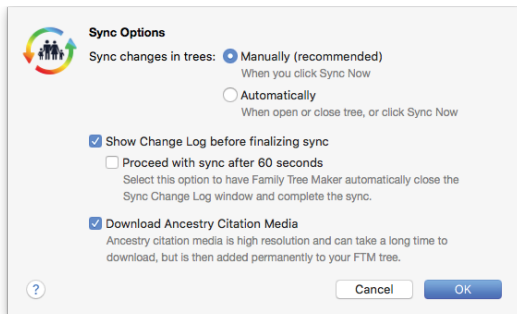 Sync Options
Sync changes in trees: Manually (recommended)
When you click Sync Now
Automatically
When open or close tree, or click Sync Now
Show Change Log before finalizing sync
Proceed with sync after 60 seconds
Select this option to have Family Tree Maker automatically close the
Sync Change Log window and complete the sync.
Download Ancestry Citation Media
Ancestry citation media is high resolution and can take a long time to
download, but is then added permanently to your FTM tree.
? Cancel OK